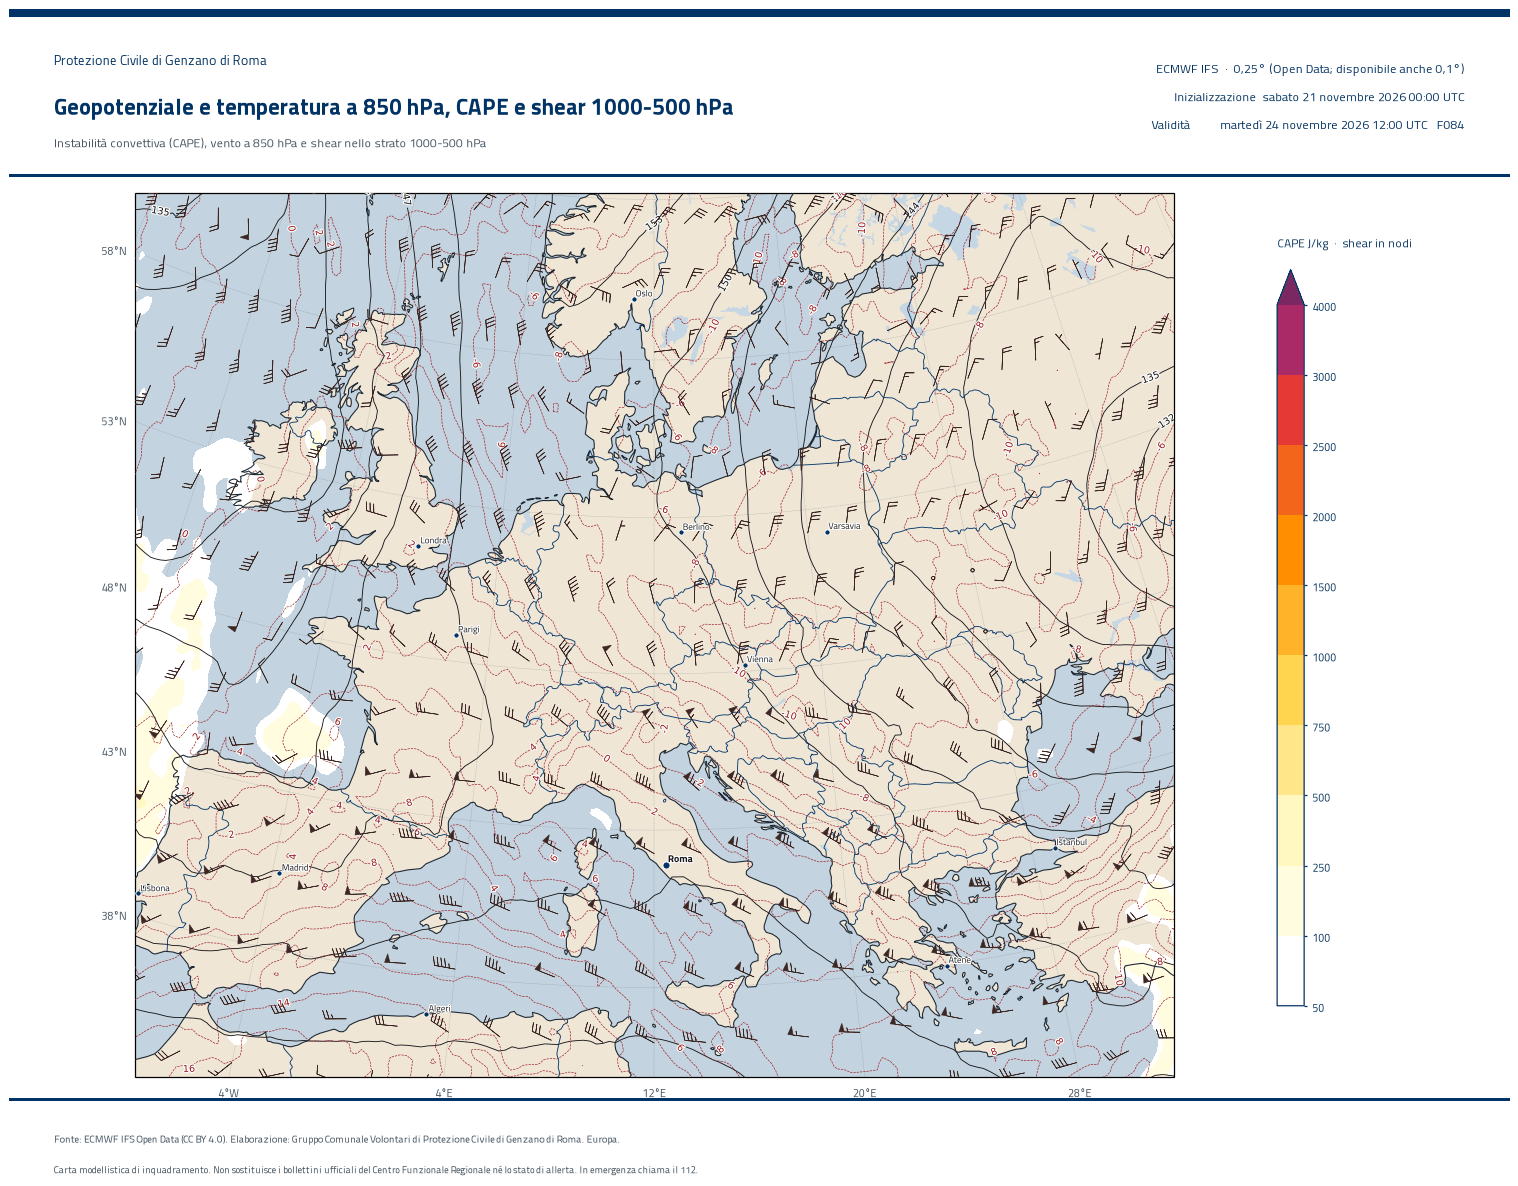 Protezione Civile di Genzano di Roma
Geopotenziale e temperatura a 850 hPa, CAPE e shear 1000-500 hPa
Instabilità convettiva (CAPE), vento a 850 hPa e shear nello strato 1000-500 hPa
ECMWF IFS · 0,25° (Open Data; disponibile anche 0,1°)
Inizializzazione sabato 21 novembre 2026 00:00 UTC
Validità martedì 24 novembre 2026 12:00 UTC F084
CAPE J/kg · shear in nodi
4000
3000
2500
2000
1500
1000
750
500
250
100
50
58°N
53°N
48°N
43°N
38°N
4°W
4°E
12°E
20°E
28°E
Oslo
Londra
Berlino
Varsavia
Parigi
Vienna
Madrid
Lisbona
Roma
Istanbul
Atene
Algeri
135
153
150
144
135
132
Fonte: ECMWF IFS Open Data (CC BY 4.0). Elaborazione: Gruppo Comunale Volontari di Protezione Civile di Genzano di Roma. Europa.
Carta modellistica di inquadramento. Non sostituisce i bollettini ufficiali del Centro Funzionale Regionale né lo stato di allerta. In emergenza chiama il 112.